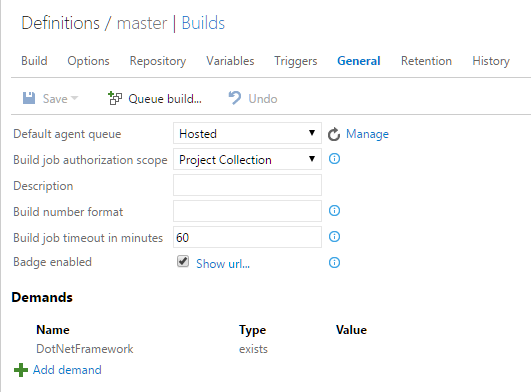 Definitions / master | Builds
Build Options Repository Variables Triggers General Retention History
Save Queue build... Undo
Default agent queue Hosted Manage
Build job authorization scope Project Collection
Description
Build number format
Build job timeout in minutes 60
Badge enabled Show url...
Demands
Name Type Value
DotNetFramework exists
Add demand